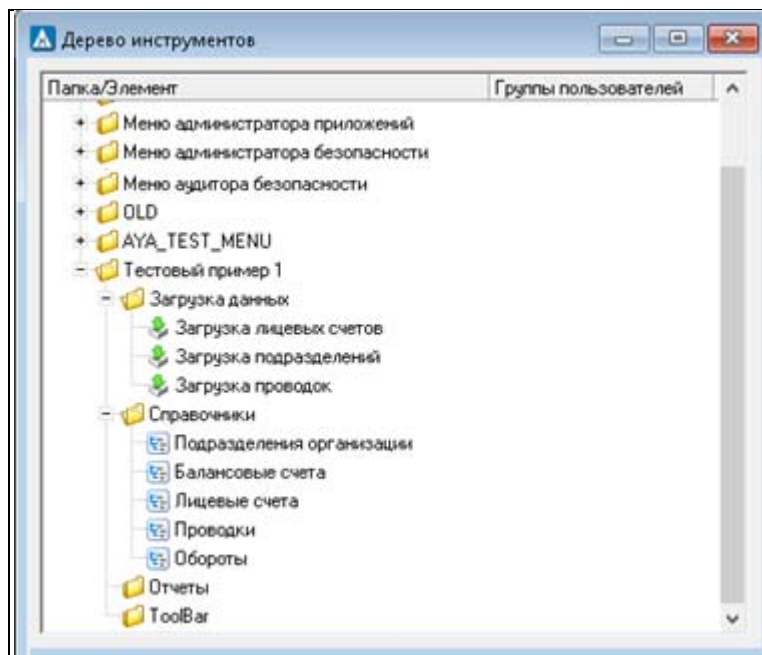 Дерево инструментов
Папка/Элемент Группы пользователей
Меню администратора приложений
Меню администратора безопасности
Меню аудитора безопасности
OLD
AYA_TEST_MENU
Тестовый пример 1
Загрузка данных
Загрузка лицевых счетов
Загрузка подразделений
Загрузка проводок
Справочники
Подразделения организации
Балансовые счета
Лицевые счета
Проводки
Обороты
Отчеты
ToolBar